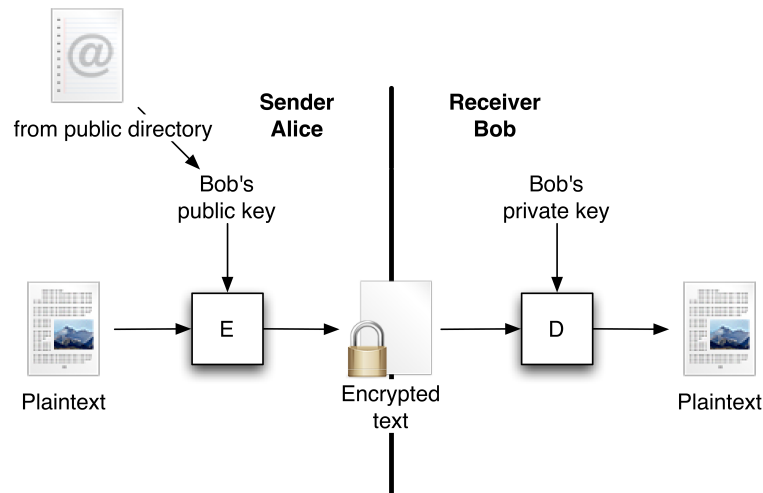 @
from public directory
Sender
Alice
Receiver
Bob
Bob's
public key
Bob's
private key
E
D
Plaintext
Encrypted
text
Plaintext